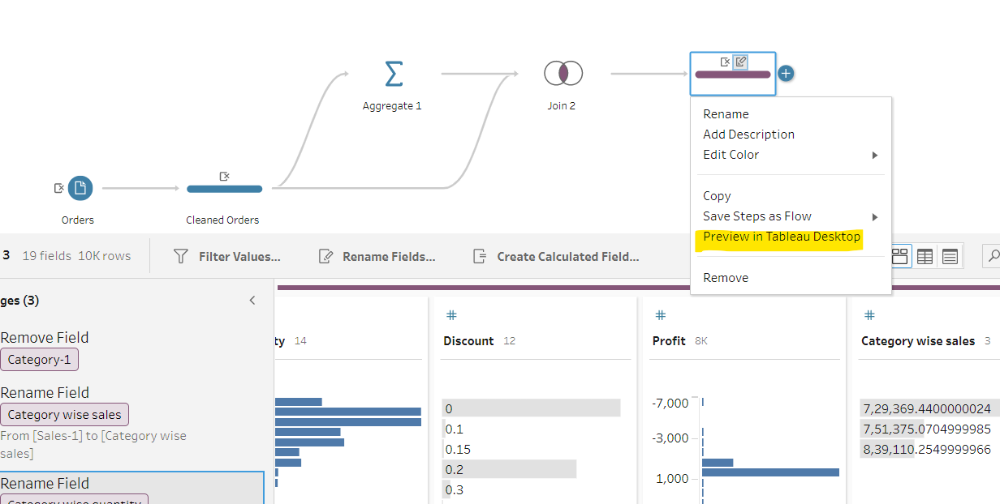 Aggregate 1
Join 2
Rename
Add Description
Edit Color
Copy
Save Steps as Flow
Preview in Tableau Desktop
Remove
Orders
Cleaned Orders
3 19 fields 10K rows
Filter Values...
Rename Fields...
Create Calculated Field...
ges (3)
Remove Field
Category-1
Rename Field
Category wise sales
From [Sales-1] to [Category wise
sales]
Rename Field
Category wise quantity
ty 14
#
Discount 12
0
0.1
0.15
0.2
0.3
#
Profit 8K
-7,000
-3,000
1,000
#
Category wise sales 3
7,29,369.4400000024
7,51,375.0704999985
8,39,110.2549999966